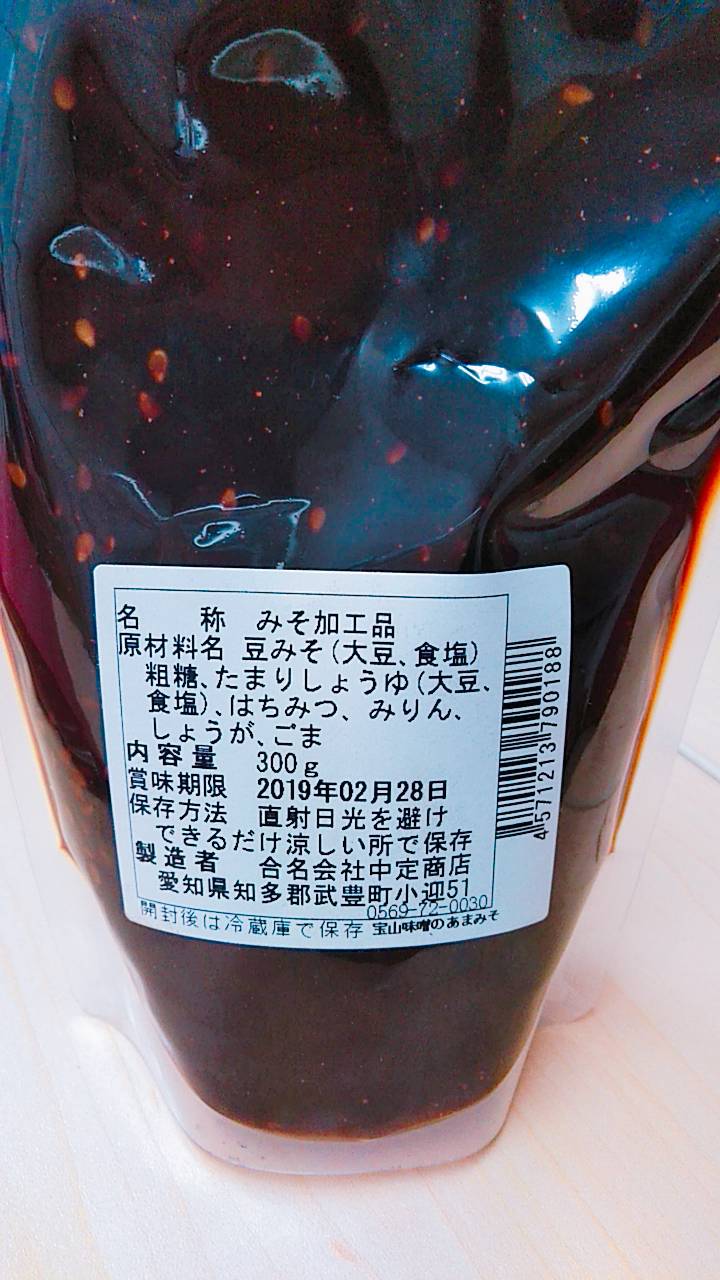 名　　称　みそ加工品
原材料名　豆みそ(大豆、食塩)
粗糖、たまりしょうゆ(大豆、
食塩)、はちみつ、みりん、
しょうが、ごま
内容量　300g
賞味期限　2019年02月28日
保存方法　直射日光を避け
できるだけ涼しい所で保存
製造者　合名会社中定商店
愛知県知多郡武豊町小迎51
0569-72-0030
開封後は冷蔵庫で保存 宝山味噌のあまみそ
4571213790188